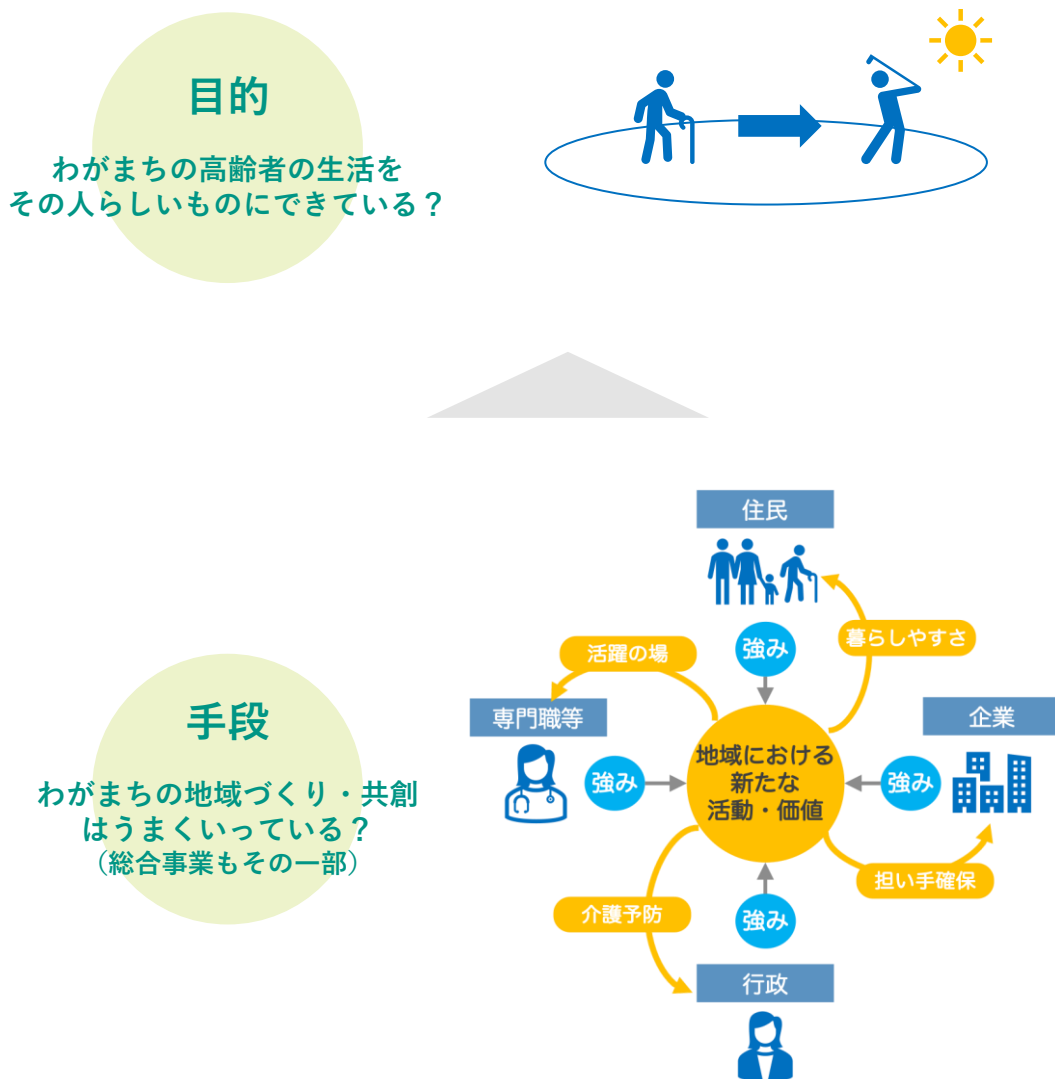 目的
わがまちの高齢者の生活を
その人らしいものにできている？
手段
わがまちの地域づくり・共創
はうまくいっている？
（総合事業もその一部）
住民
強み
暮らしやすさ
活躍の場
専門職等
強み
地域における
新たな
活動・価値
強み
企業
担い手確保
介護予防
強み
行政